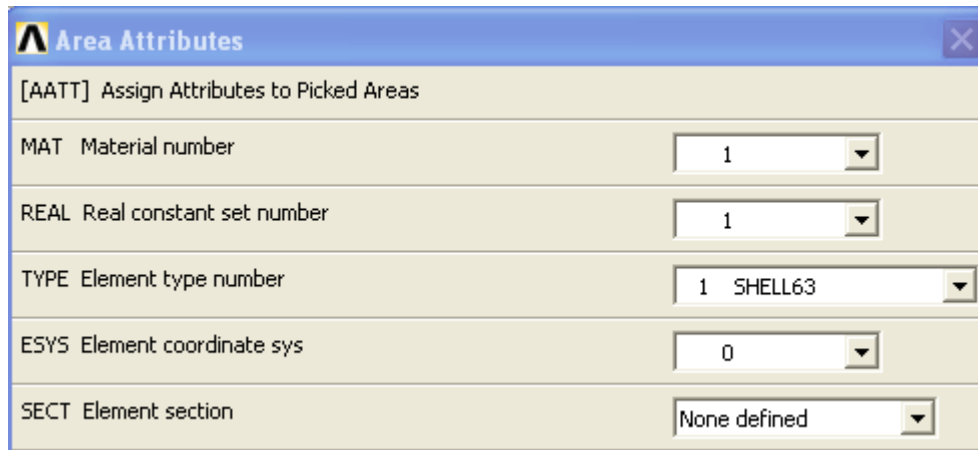 Area Attributes
[AATT] Assign Attributes to Picked Areas
MAT Material number 1
REAL Real constant set number 1
TYPE Element type number 1 SHELL63
ESYS Element coordinate sys 0
SECT Element section None defined